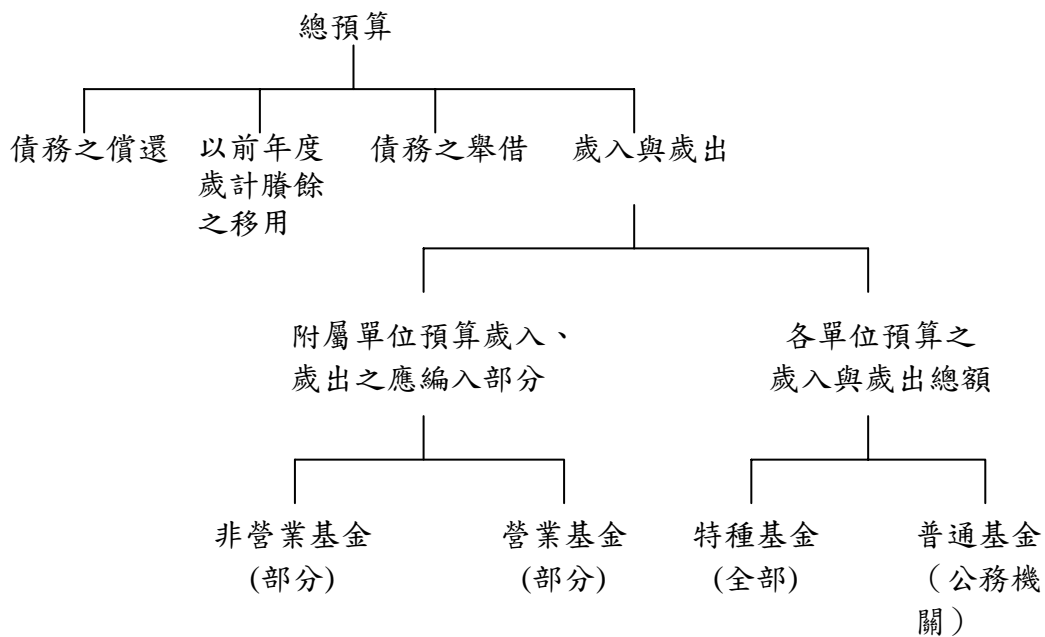 總預算
債務之償還
以前年度
歲計賸餘
之移用
債務之舉借
歲入與歲出
附屬單位預算歲入、
歲出之應編入部分
各單位預算之
歲入與歲出總額
非營業基金
(部分)
營業基金
(部分)
特種基金
(全部)
普通基金
（公務機
關）